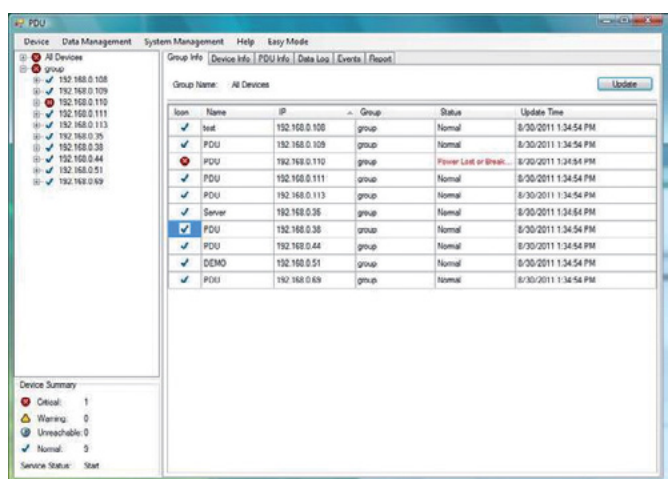 PDU
Device Data Management System Management Help Easy Mode
All Devices
group
192.168.0.108
192.168.0.109
192.168.0.110
192.168.0.111
192.168.0.113
192.168.0.35
192.168.0.38
192.168.0.44
192.168.0.51
192.168.0.69
Group Info Device Info PDU Info Data Log Events Report
Group Name: All Devices Update
Icon Name IP Group Status Update Time
test 192.168.0.108 group Normal 8/30/2011 1:34:54 PM
PDU 192.168.0.109 group Normal 8/30/2011 1:34:54 PM
PDU 192.168.0.110 group Power Lost or Break... 8/30/2011 1:34:54 PM
PDU 192.168.0.111 group Normal 8/30/2011 1:34:54 PM
PDU 192.168.0.113 group Normal 8/30/2011 1:34:54 PM
Server 192.168.0.35 group Normal 8/30/2011 1:34:54 PM
PDU 192.168.0.38 group Normal 8/30/2011 1:34:54 PM
PDU 192.168.0.44 group Normal 8/30/2011 1:34:54 PM
DEMO 192.168.0.51 group Normal 8/30/2011 1:34:54 PM
PDU 192.168.0.69 group Normal 8/30/2011 1:34:54 PM
Device Summary
Critical: 1
Warning: 0
Unreachable: 0
Normal: 9
Service Status: Start